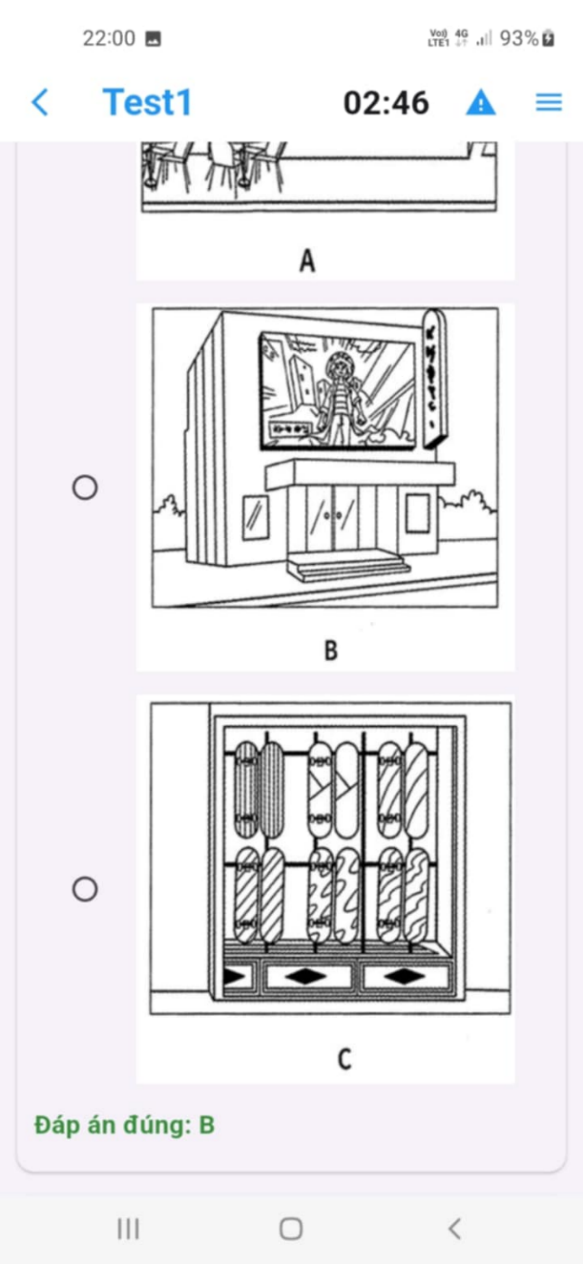 22:00
Vo)) 4G
LTE1
93%
Test1
02:46
A
B
C
Đáp án đúng: B